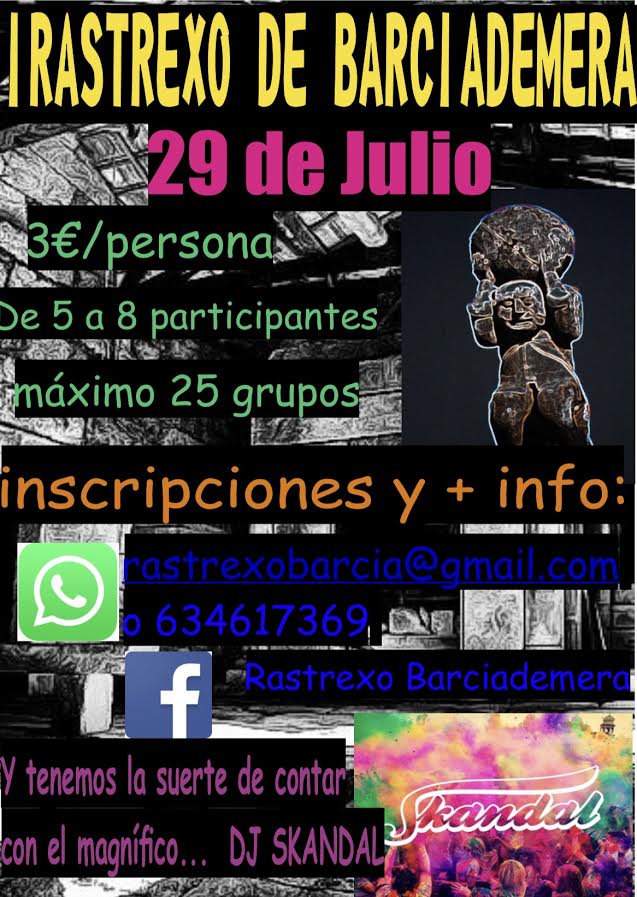 I RASTREXO DE BARCIADEMERA
29 de Julio
3€/persona
De 5 a 8 participantes
máximo 25 grupos
inscripciones y + info:
rastrexobarcia@gmail.com
o 634617369
f
Rastrexo Barciademera
Y tenemos la suerte de contar
con el magnífico... DJ SKANDAL
Skandal